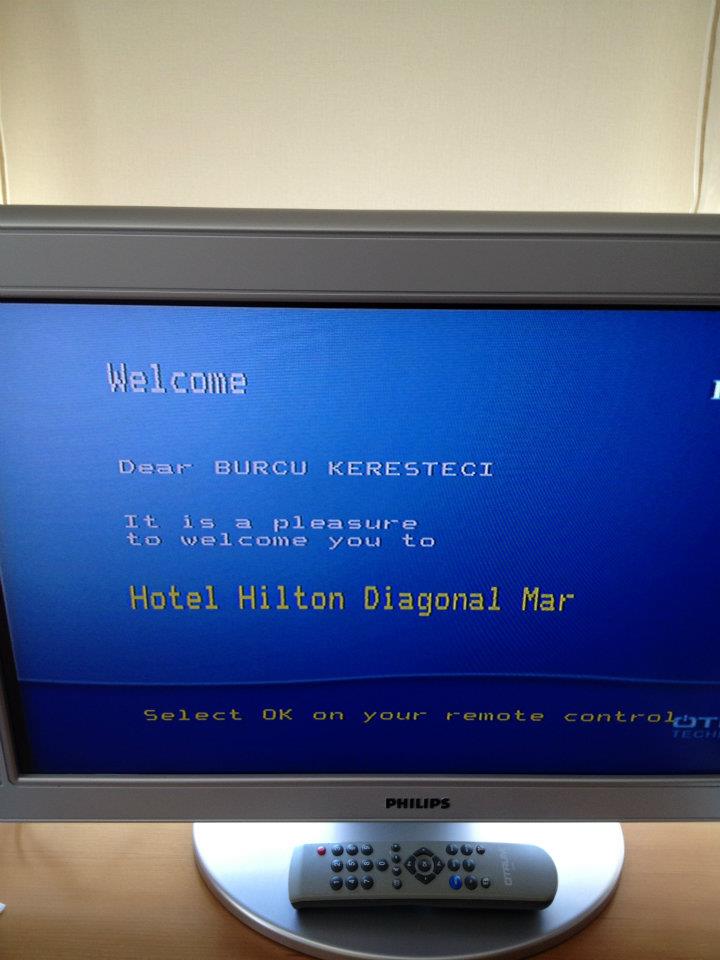 Welcome
Dear BURCU KERESTECI
It is a pleasure
to welcome you to
Hotel Hilton Diagonal Mar
Select OK on your remote control
PHILIPS
OTRUM